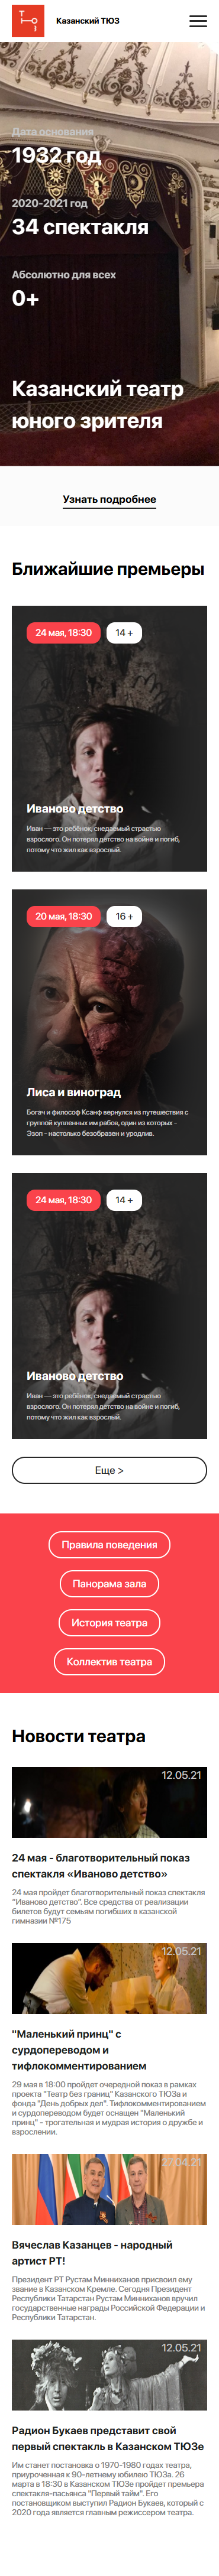 Т
Ю
З
Казанский ТЮЗ
Дата основания
1932 год
2020-2021 год
34 спектакля
Абсолютно для всех
0+
Казанский театр
юного зрителя
Узнать подробнее
Ближайшие премьеры
24 мая, 18:30
14 +
Иваново детство
Иван — это ребёнок, снедаемый страстью
взрослого. Он потерял детство на войне и погиб,
потому что жил как взрослый.
20 мая, 18:30
16 +
Лиса и виноград
Богач и философ Ксанф вернулся из путешествия с
группой купленных им рабов, один из которых -
Эзоп - настолько безобразен и уродлив.
24 мая, 18:30
14 +
Иваново детство
Иван — это ребёнок, снедаемый страстью
взрослого. Он потерял детство на войне и погиб,
потому что жил как взрослый.
Еще >
Правила поведения
Панорама зала
История театра
Коллектив театра
Новости театра
12.05.21
24 мая - благотворительный показ
спектакля «Иваново детство»
24 мая пройдет благотворительный показ спектакля
"Иваново детство". Все средства от реализации
билетов будут семьям погибших в казанской
гимназии №175
12.05.21
"Маленький принц" с
сурдопереводом и
тифлокомментированием
29 мая в 18:00 пройдет очередной показ в рамках
проекта "Театр без границ" Казанского ТЮЗа и
фонда "День добрых дел". Тифлокомментированием
и сурдопереводом будет оснащен "Маленький
принц" - трогательная и мудрая история о дружбе и
взрослении.
27.04.21
Вячеслав Казанцев - народный
артист РТ!
Президент РТ Рустам Минниханов присвоил ему
звание в Казанском Кремле. Сегодня Президент
Республики Татарстан Рустам Минниханов вручил
государственные награды Российской Федерации и
Республики Татарстан.
12.05.21
Радион Букаев представит свой
первый спектакль в Казанском ТЮЗе
Им станет постановка о 1970-1980 годах театра,
приуроченная к 90-летнему юбилею ТЮЗа. 26
марта в 18:30 в Казанском ТЮЗе пройдет премьера
спектакля-пасьянса "Первый тайм". Его
постановщиком выступил Радион Букаев, который с
2020 года является главным режиссером театра.